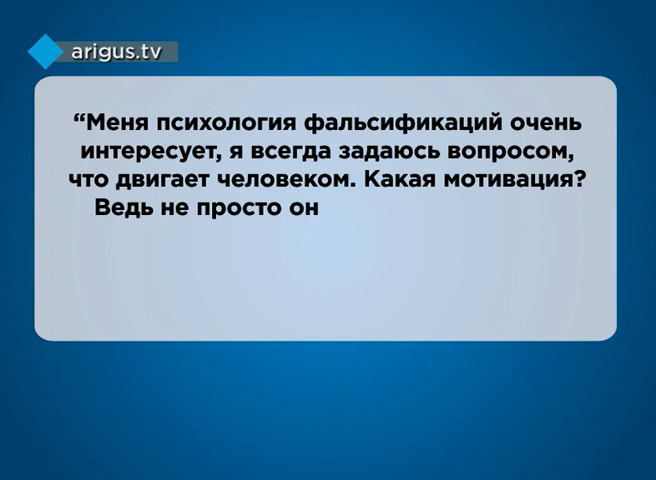 arigus.tv
“Меня психология фальсификаций очень
интересует, я всегда задаюсь вопросом,
что двигает человеком. Какая мотивация?
Ведь не просто он